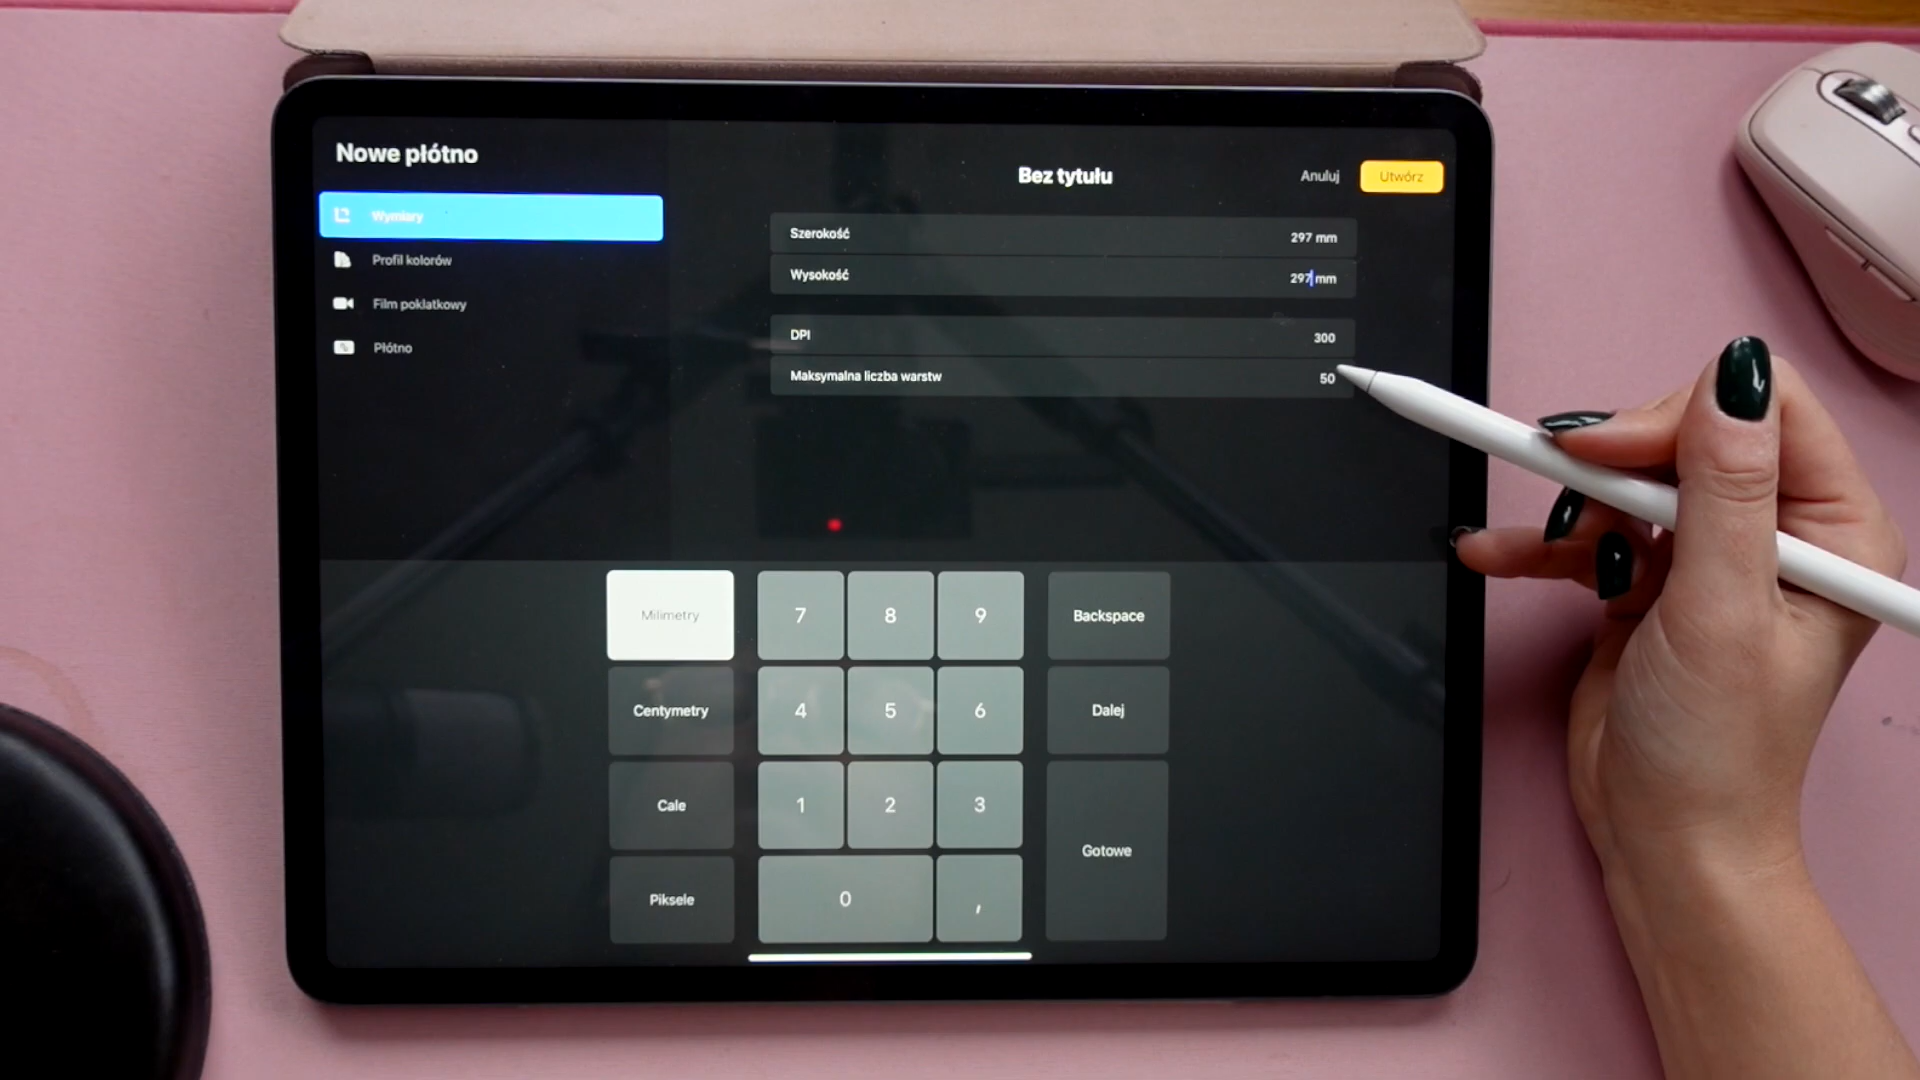 Nowe płótno
Wymiary
Profil kolorów
Film poklatkowy
Płótno
Bez tytułu
Anuluj
Utwórz
Szerokość 297 mm
Wysokość 297 mm
DPI 300
Maksymalna liczba warstw 50
Milimetry 7 8 9 Backspace
Centymetry 4 5 6 Dalej
Cale 1 2 3
Gotowe
Piksele 0 ,